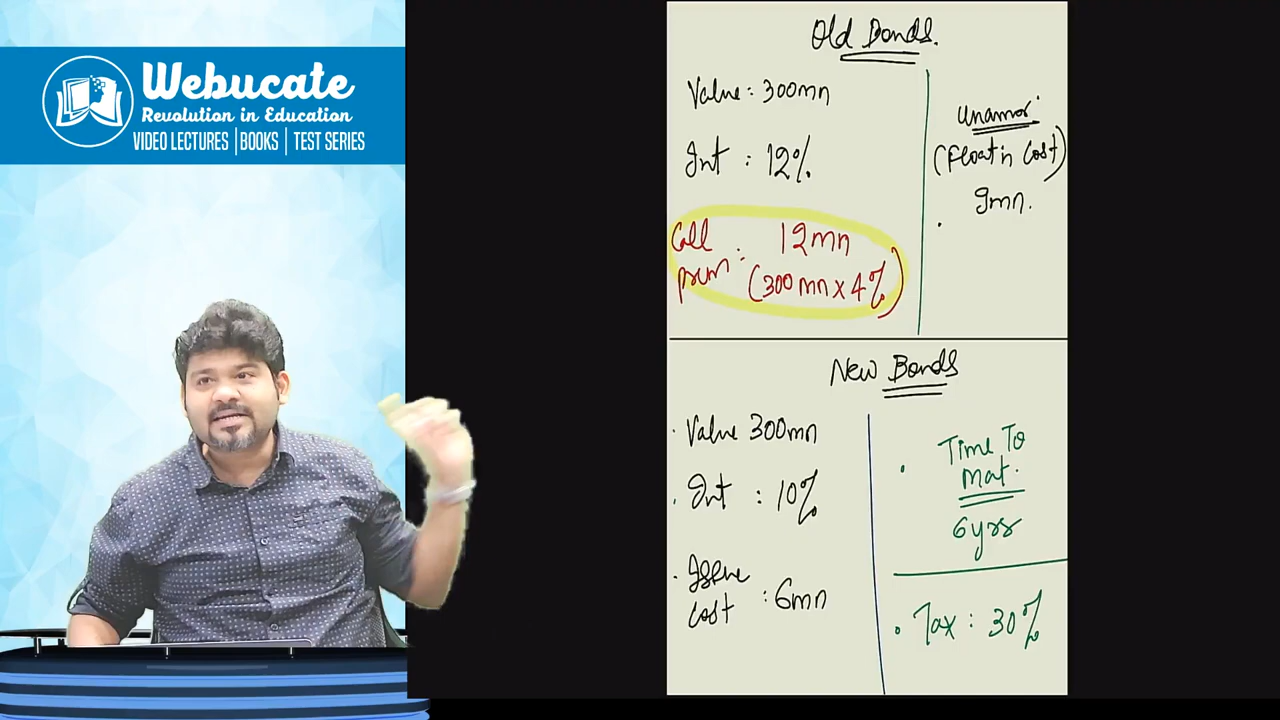 Webucate
Revolution in Education
VIDEO LECTURES | BOOKS | TEST SERIES
Old Bonds.
Value : 300mn
Int : 12%
Call prem : 12mn
(300mn x 4%)
Unamor.
(Floatn Cost)
9mn.
New Bonds
Value 300mn
Int : 10%
Issue cost : 6mn
Time To
Mat.
6yrs
Tax : 30%